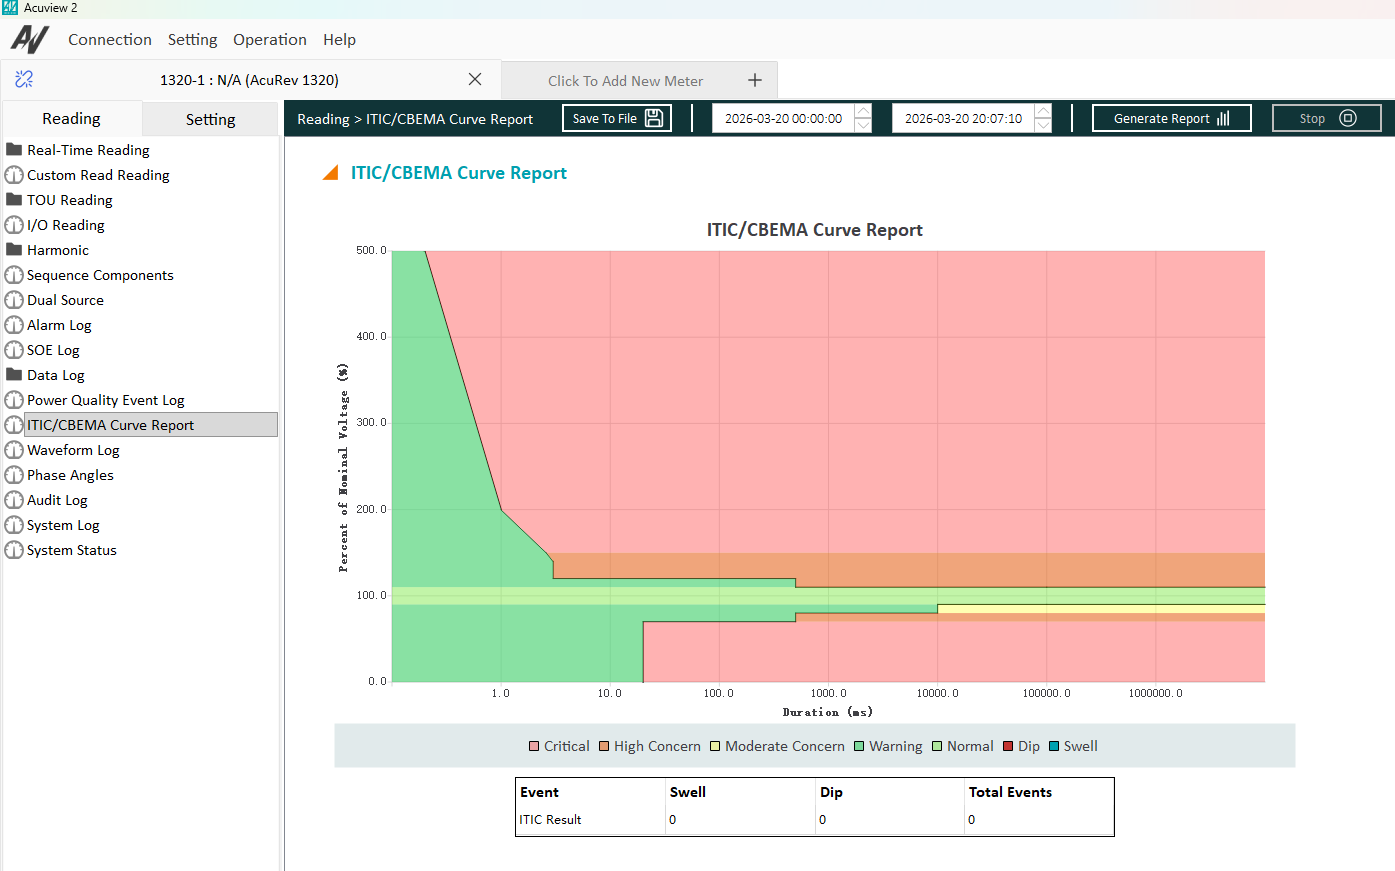 Acuview 2
Connection Setting Operation Help
1320-1 : N/A (AcuRev 1320)
Click To Add New Meter
Reading Setting
Reading > ITIC/CBEMA Curve Report Save To File 2026-03-20 00:00:00 2026-03-20 20:07:10 Generate Report Stop
Real-Time Reading
Custom Read Reading
TOU Reading
I/O Reading
Harmonic
Sequence Components
Dual Source
Alarm Log
SOE Log
Data Log
Power Quality Event Log
ITIC/CBEMA Curve Report
Waveform Log
Phase Angles
Audit Log
System Log
System Status
ITIC/CBEMA Curve Report
ITIC/CBEMA Curve Report
Percent of Nominal Voltage (%)
500.0
400.0
300.0
200.0
100.0
0.0
1.0 10.0 100.0 1000.0 10000.0 100000.0 1000000.0
Duration (ms)
Critical High Concern Moderate Concern Warning Normal Dip Swell
Event Swell Dip Total Events
ITIC Result 0 0 0